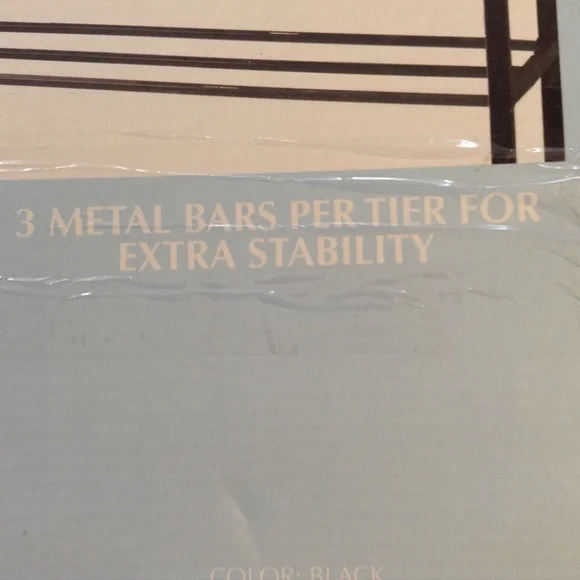 3 METAL BARS PER TIER FOR
EXTRA STABILITY
COLOR: BLACK